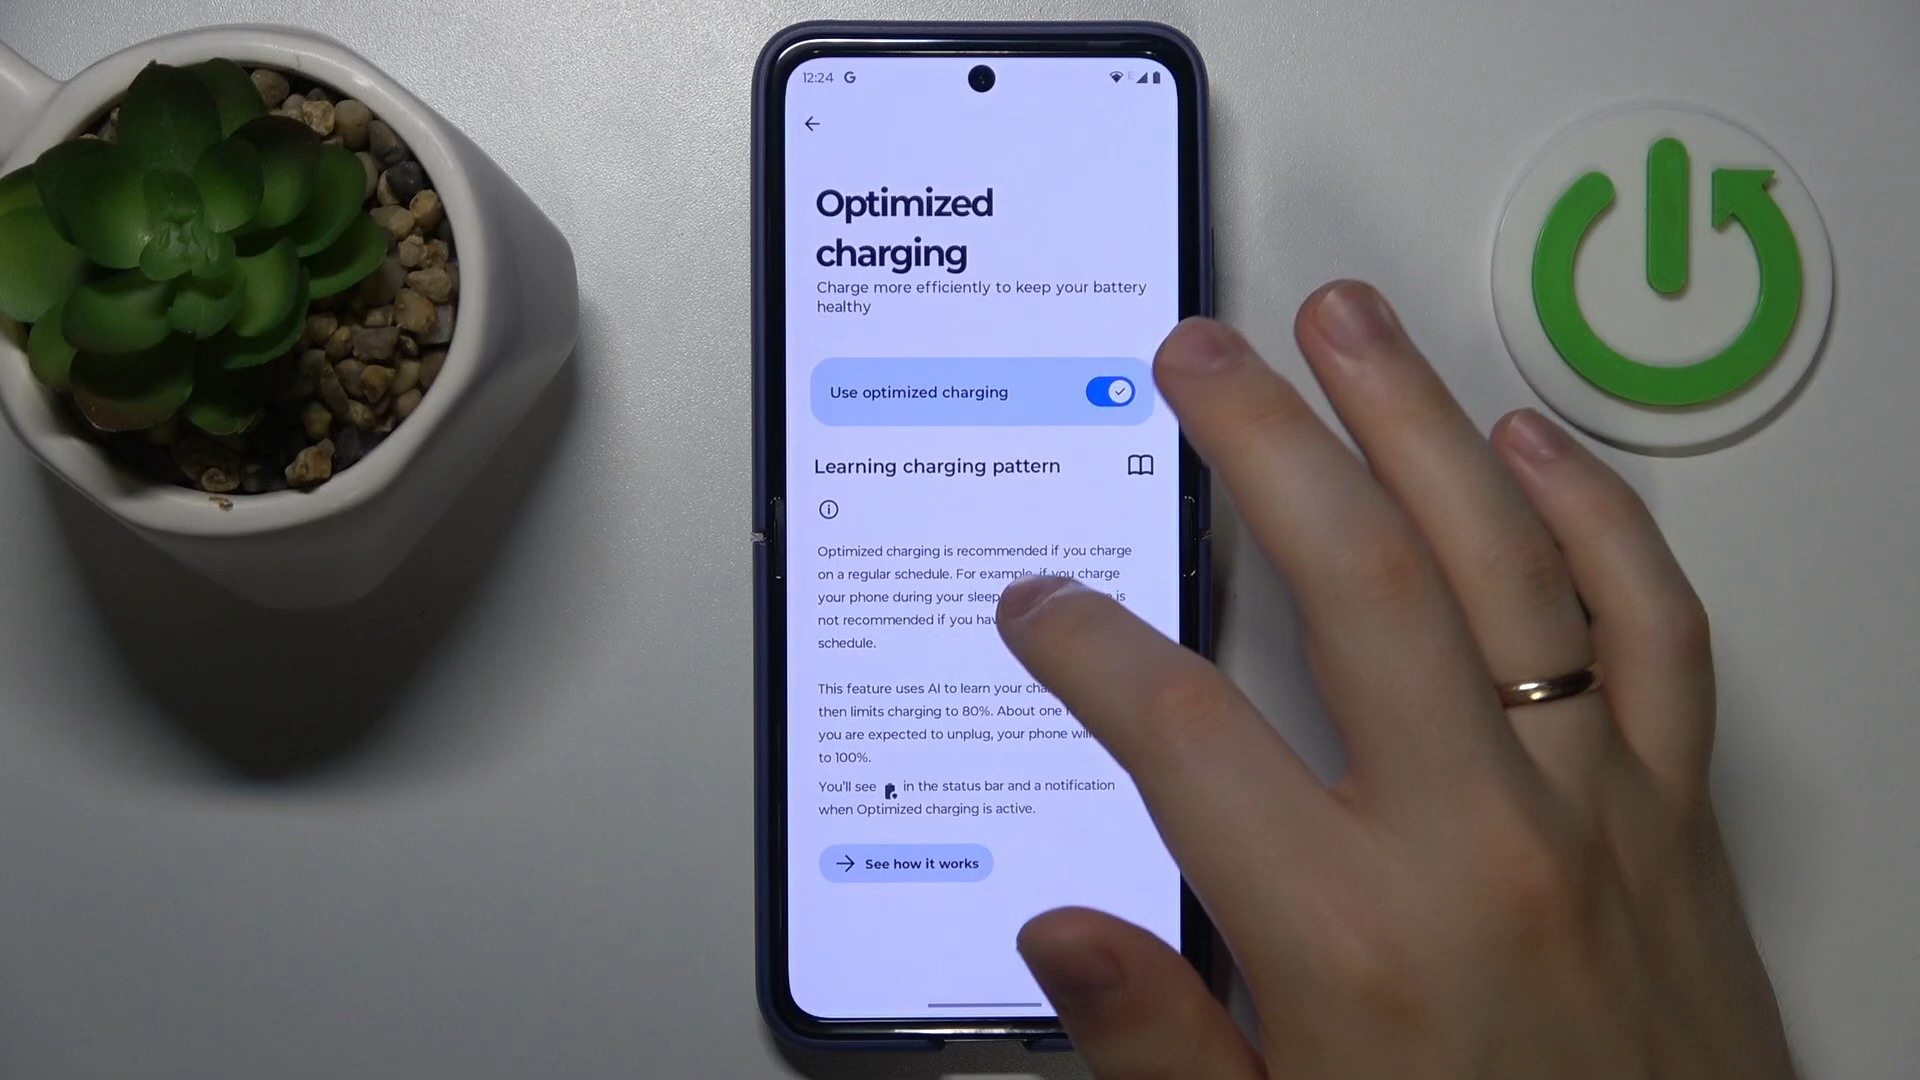 12:24 G E
Optimized
charging
Charge more efficiently to keep your battery
healthy
Use optimized charging
Learning charging pattern
Optimized charging is recommended if you charge
on a regular schedule. For example, if you charge
your phone during your sleep is
not recommended if you have
schedule.
This feature uses AI to learn your
then limits charging to 80%. About one
you are expected to unplug, your phone will
to 100%.
You'll see in the status bar and a notification
when Optimized charging is active.
See how it works